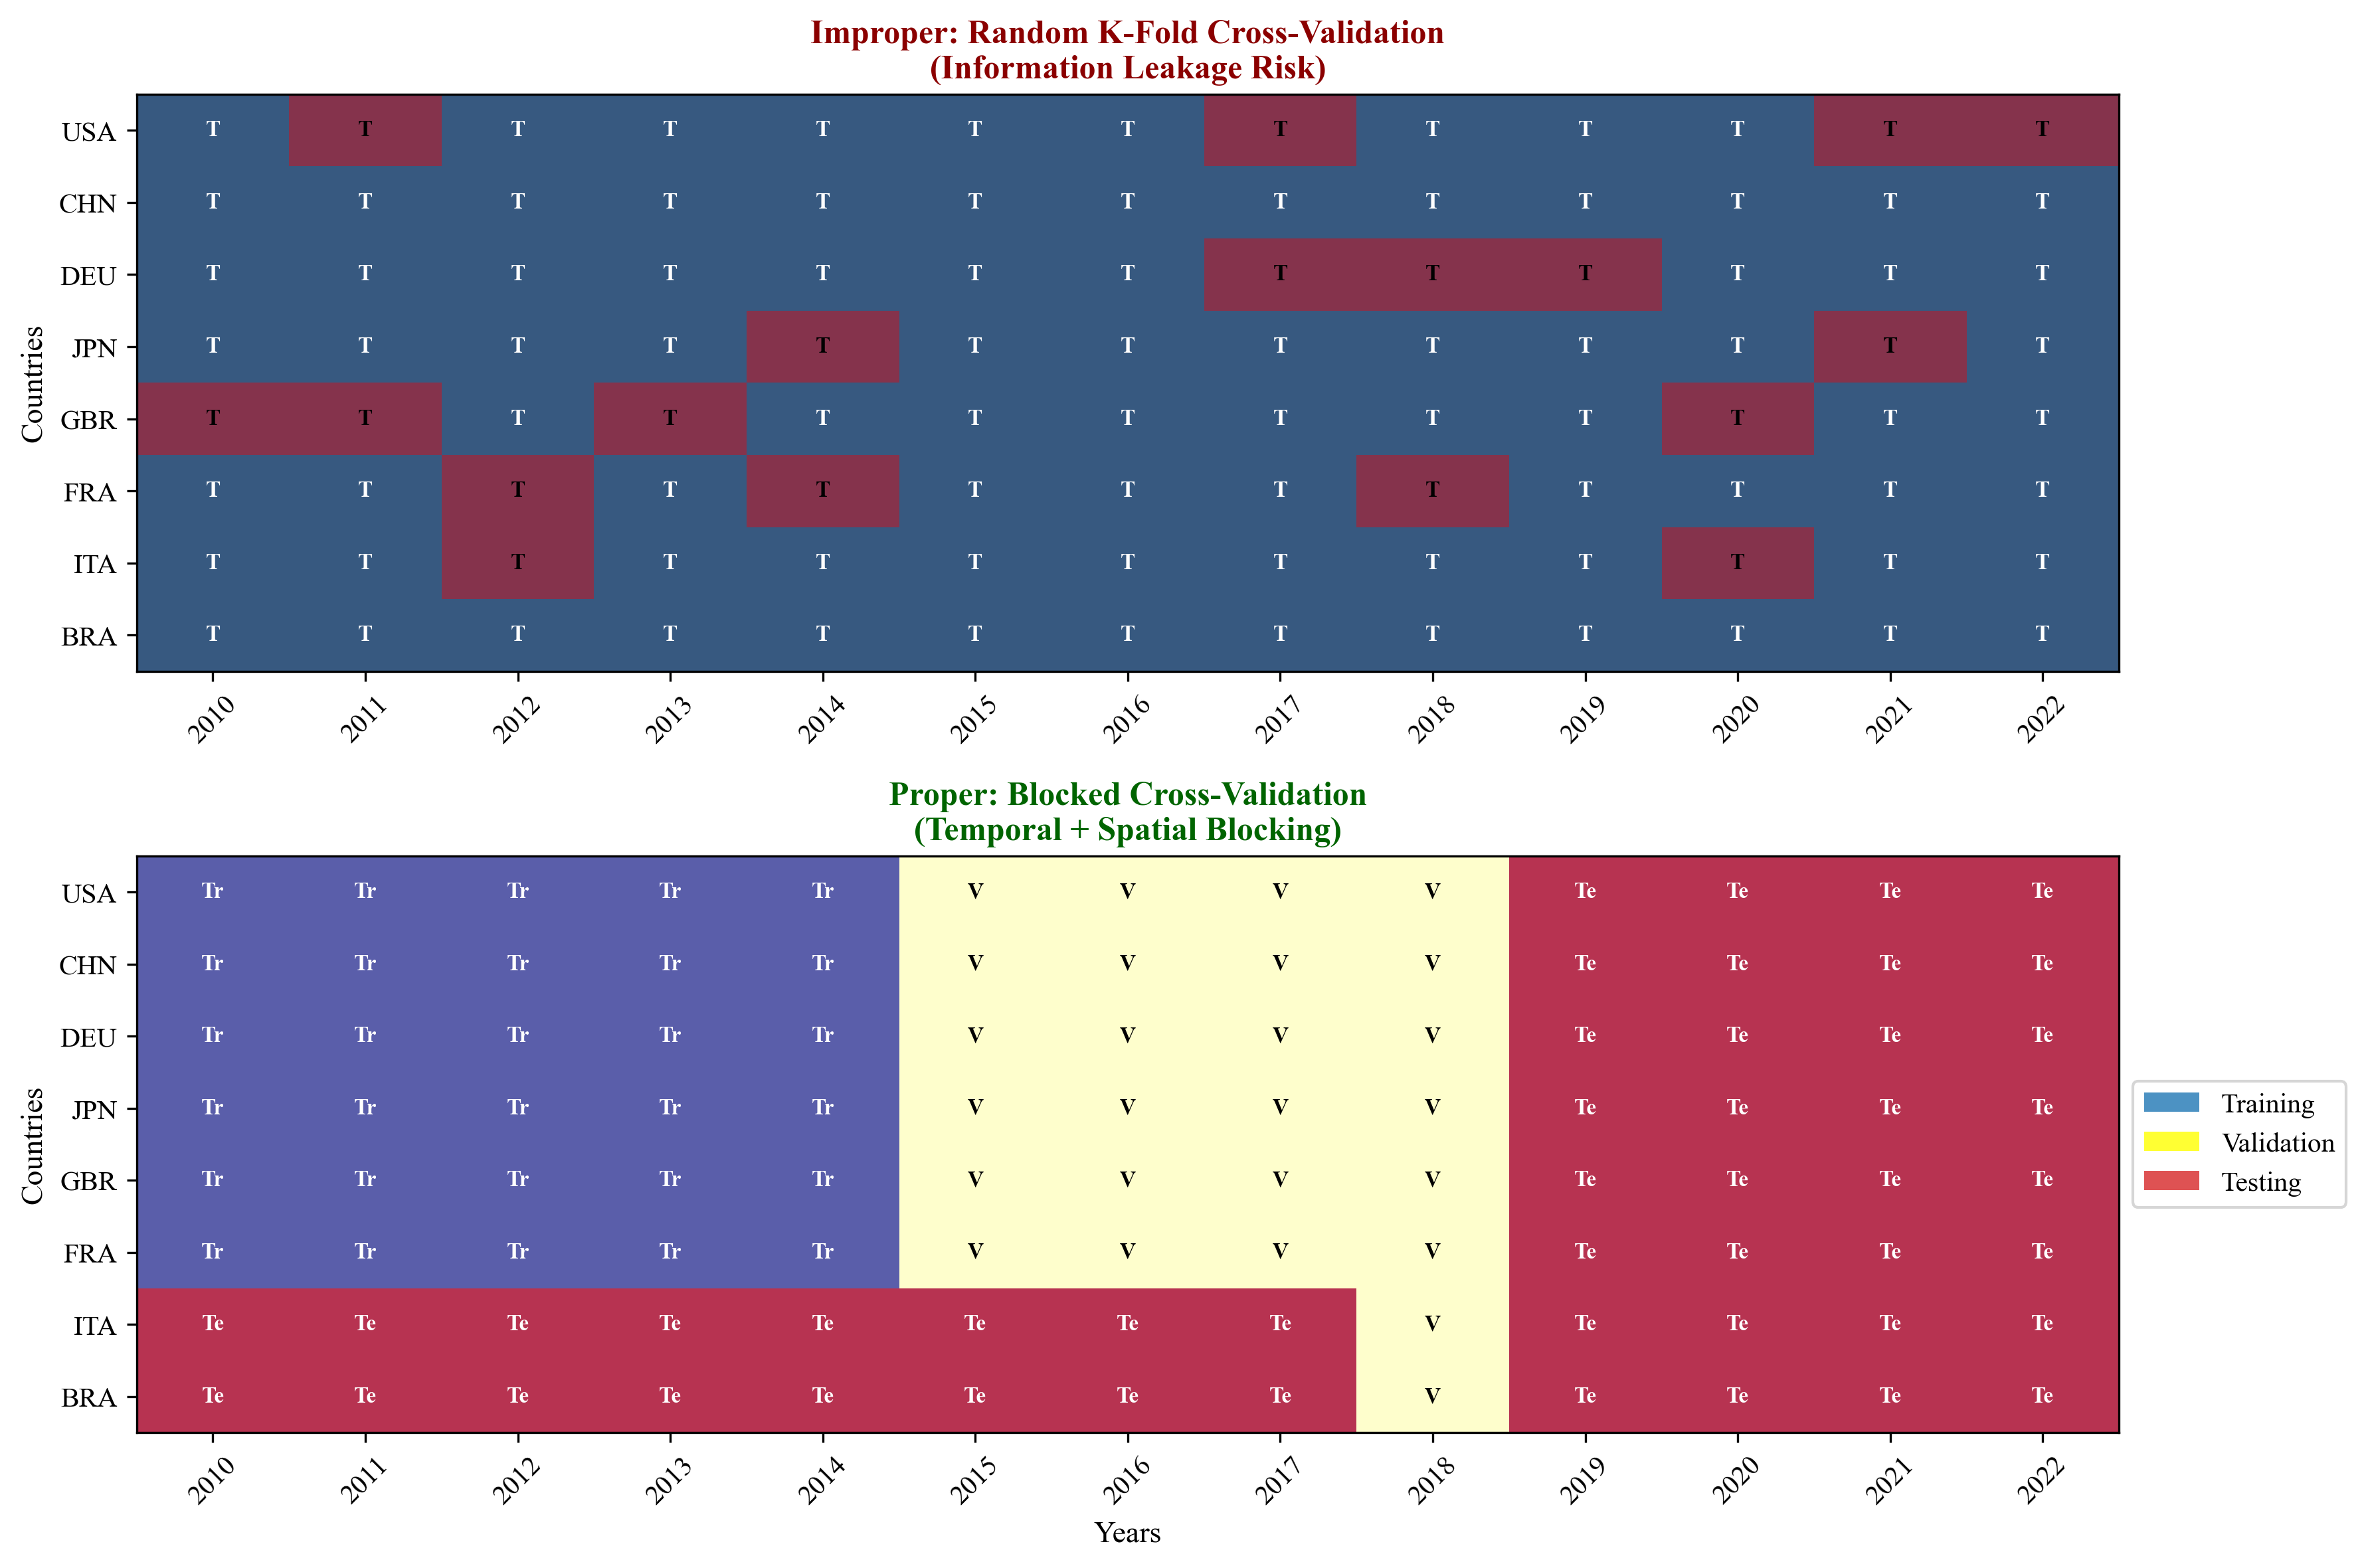 Improper: Random K-Fold Cross-Validation
(Information Leakage Risk)
Countries
USA T T T T T T T T T T T T T
CHN T T T T T T T T T T T T T
DEU T T T T T T T T T T T T T
JPN T T T T T T T T T T T T T
GBR T T T T T T T T T T T T T
FRA T T T T T T T T T T T T T
ITA T T T T T T T T T T T T T
BRA T T T T T T T T T T T T T
2010 2011 2012 2013 2014 2015 2016 2017 2018 2019 2020 2021 2022
Proper: Blocked Cross-Validation
(Temporal + Spatial Blocking)
Countries
USA Tr Tr Tr Tr Tr V V V V Te Te Te Te
CHN Tr Tr Tr Tr Tr V V V V Te Te Te Te
DEU Tr Tr Tr Tr Tr V V V V Te Te Te Te
JPN Tr Tr Tr Tr Tr V V V V Te Te Te Te
GBR Tr Tr Tr Tr Tr V V V V Te Te Te Te
FRA Tr Tr Tr Tr Tr V V V V Te Te Te Te
ITA Te Te Te Te Te Te Te Te V Te Te Te Te
BRA Te Te Te Te Te Te Te Te V Te Te Te Te
2010 2011 2012 2013 2014 2015 2016 2017 2018 2019 2020 2021 2022
Years
Training
Validation
Testing